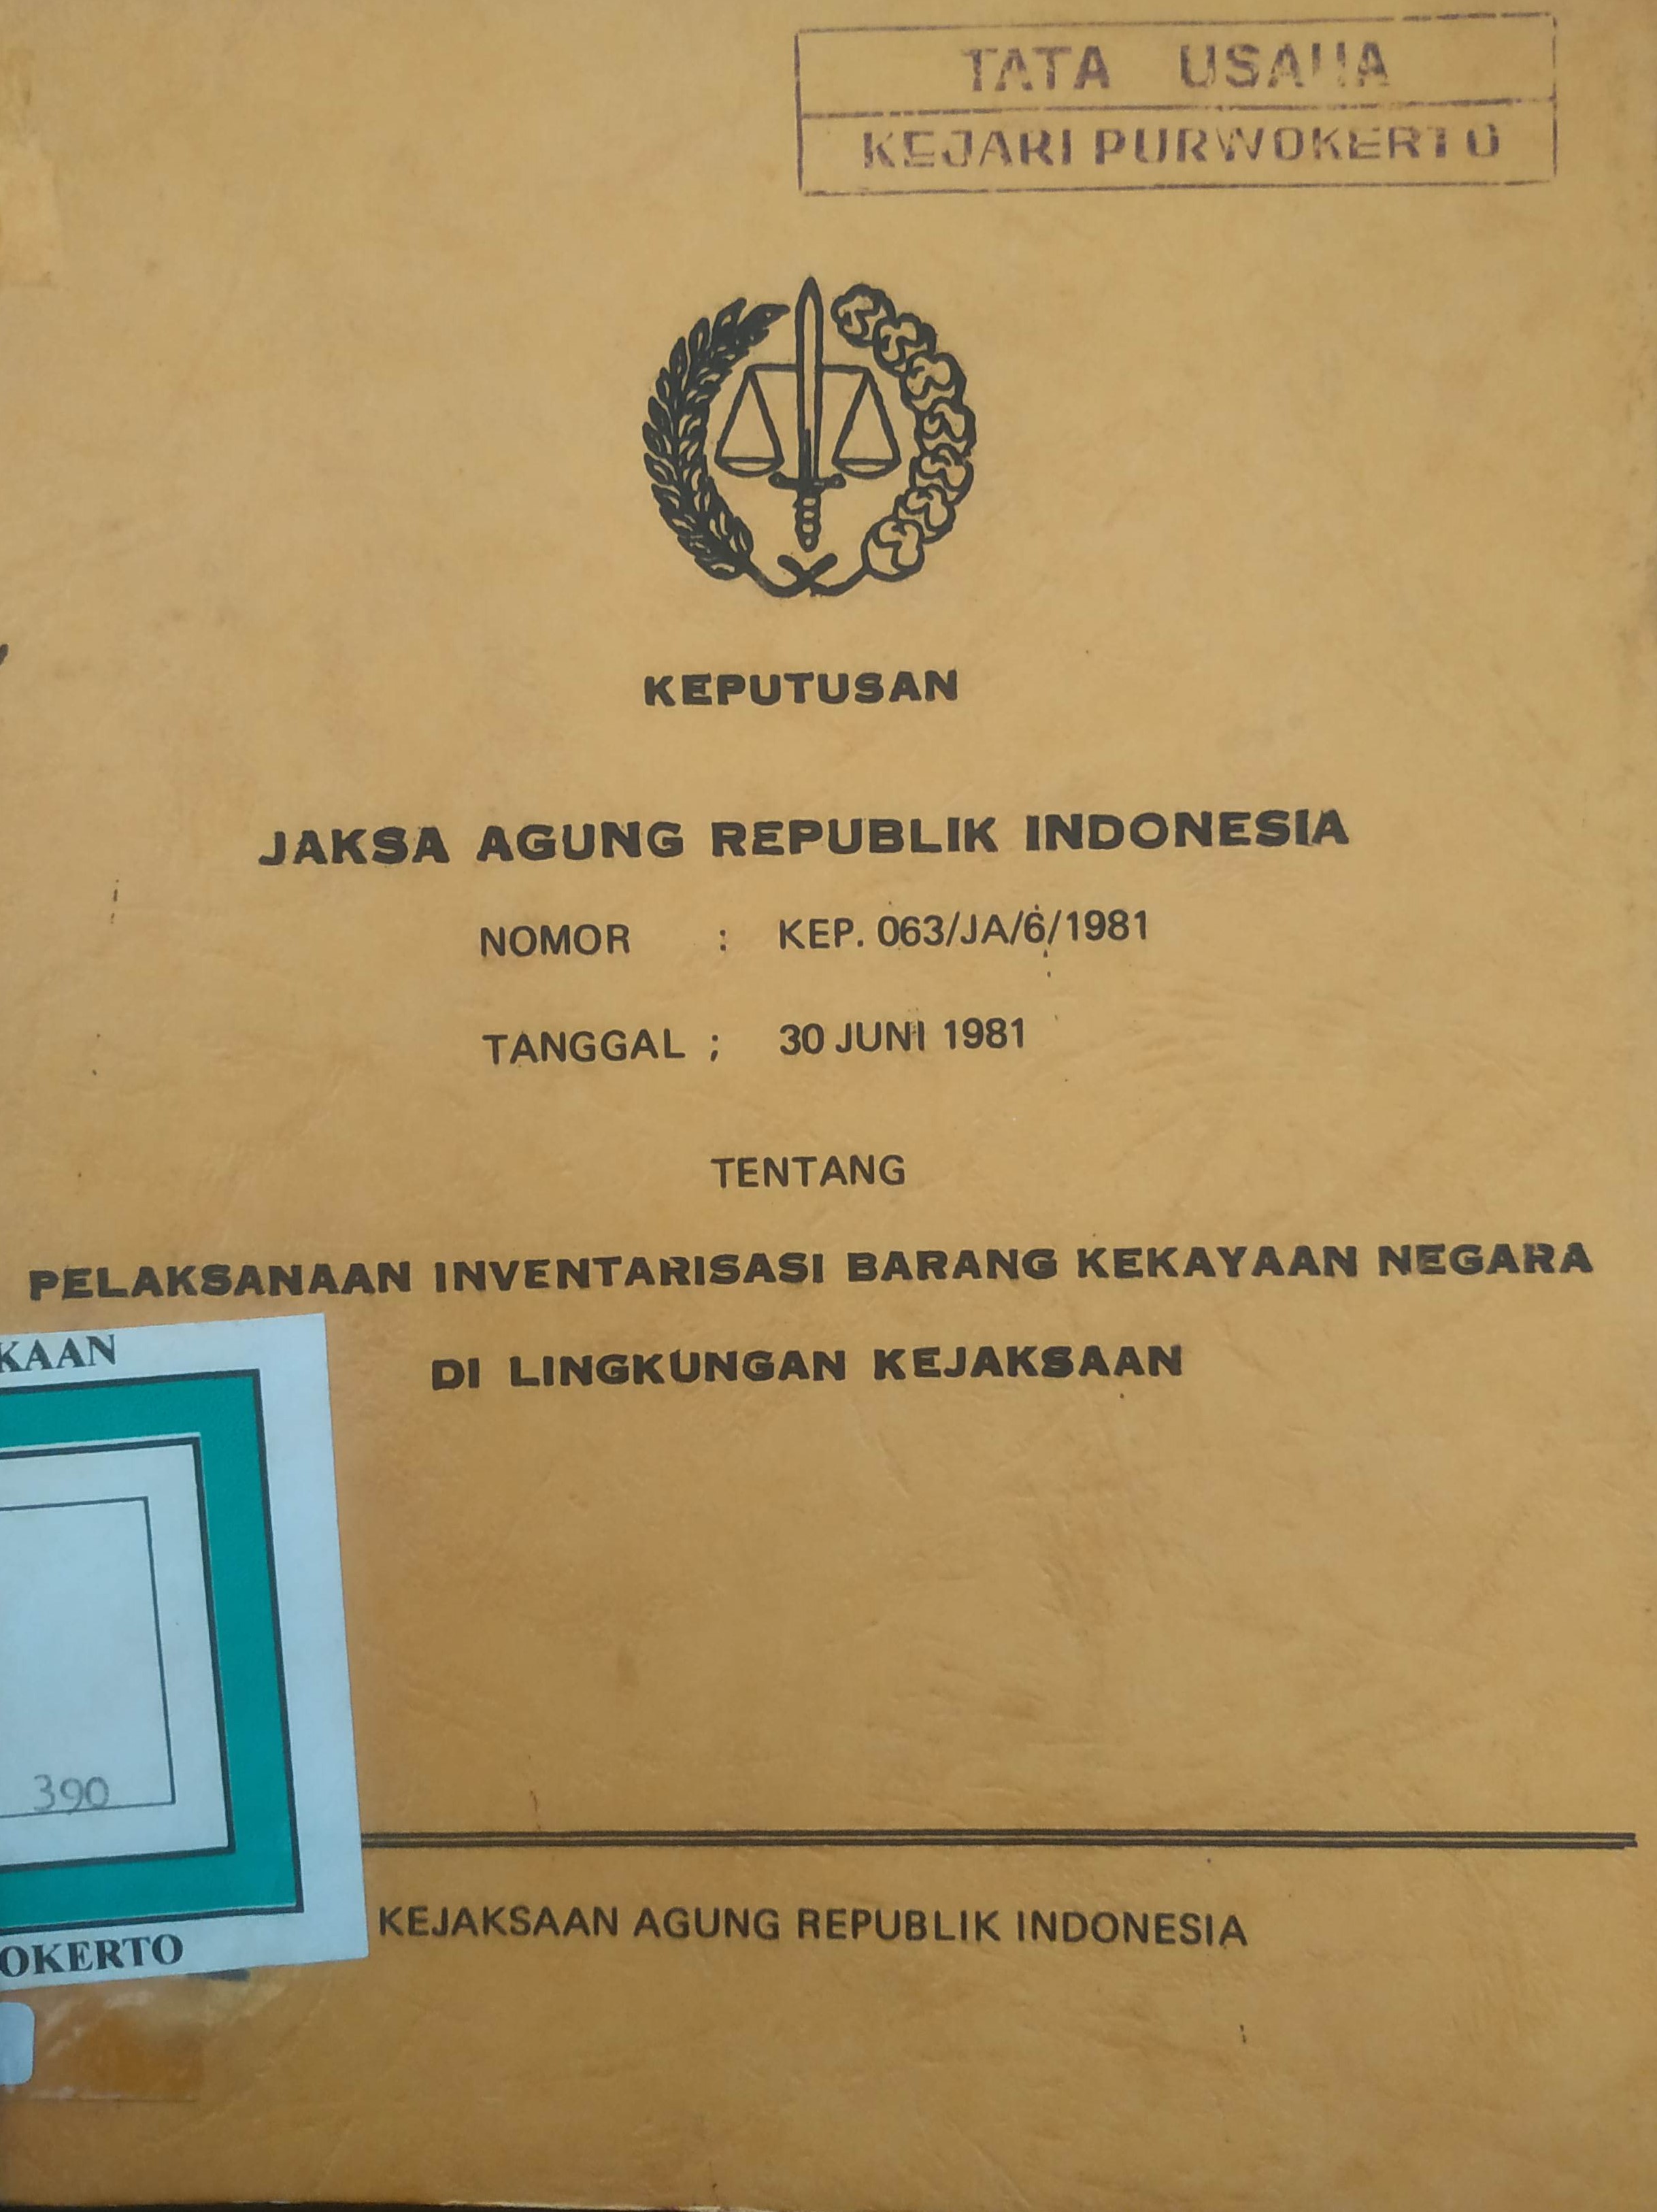 TATA USAHA
KEJARI PURWOKERTO
KEPUTUSAN
JAKSA AGUNG REPUBLIK INDONESIA
NOMOR : KEP. 063/JA/6/1981
TANGGAL ; 30 JUNI 1981
TENTANG
PELAKSANAAN INVENTARISASI BARANG KEKAYAAN NEGARA
DI LINGKUNGAN KEJAKSAAN
KAAN
390
OKERTO
KEJAKSAAN AGUNG REPUBLIK INDONESIA